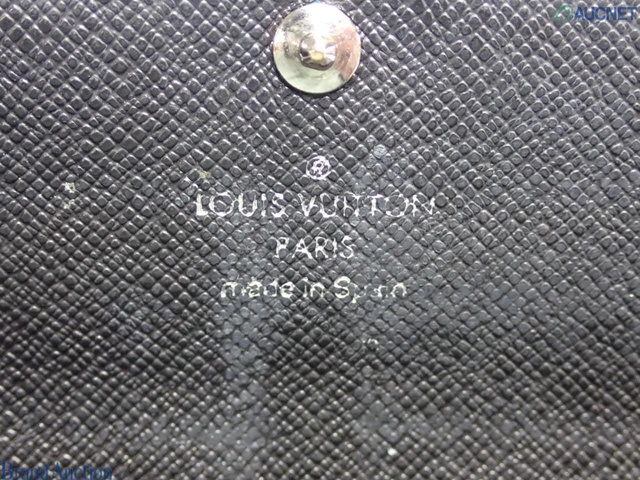 AUCNET
®
LOUIS VUITTON
PARIS
made in Spain
Brand Auction